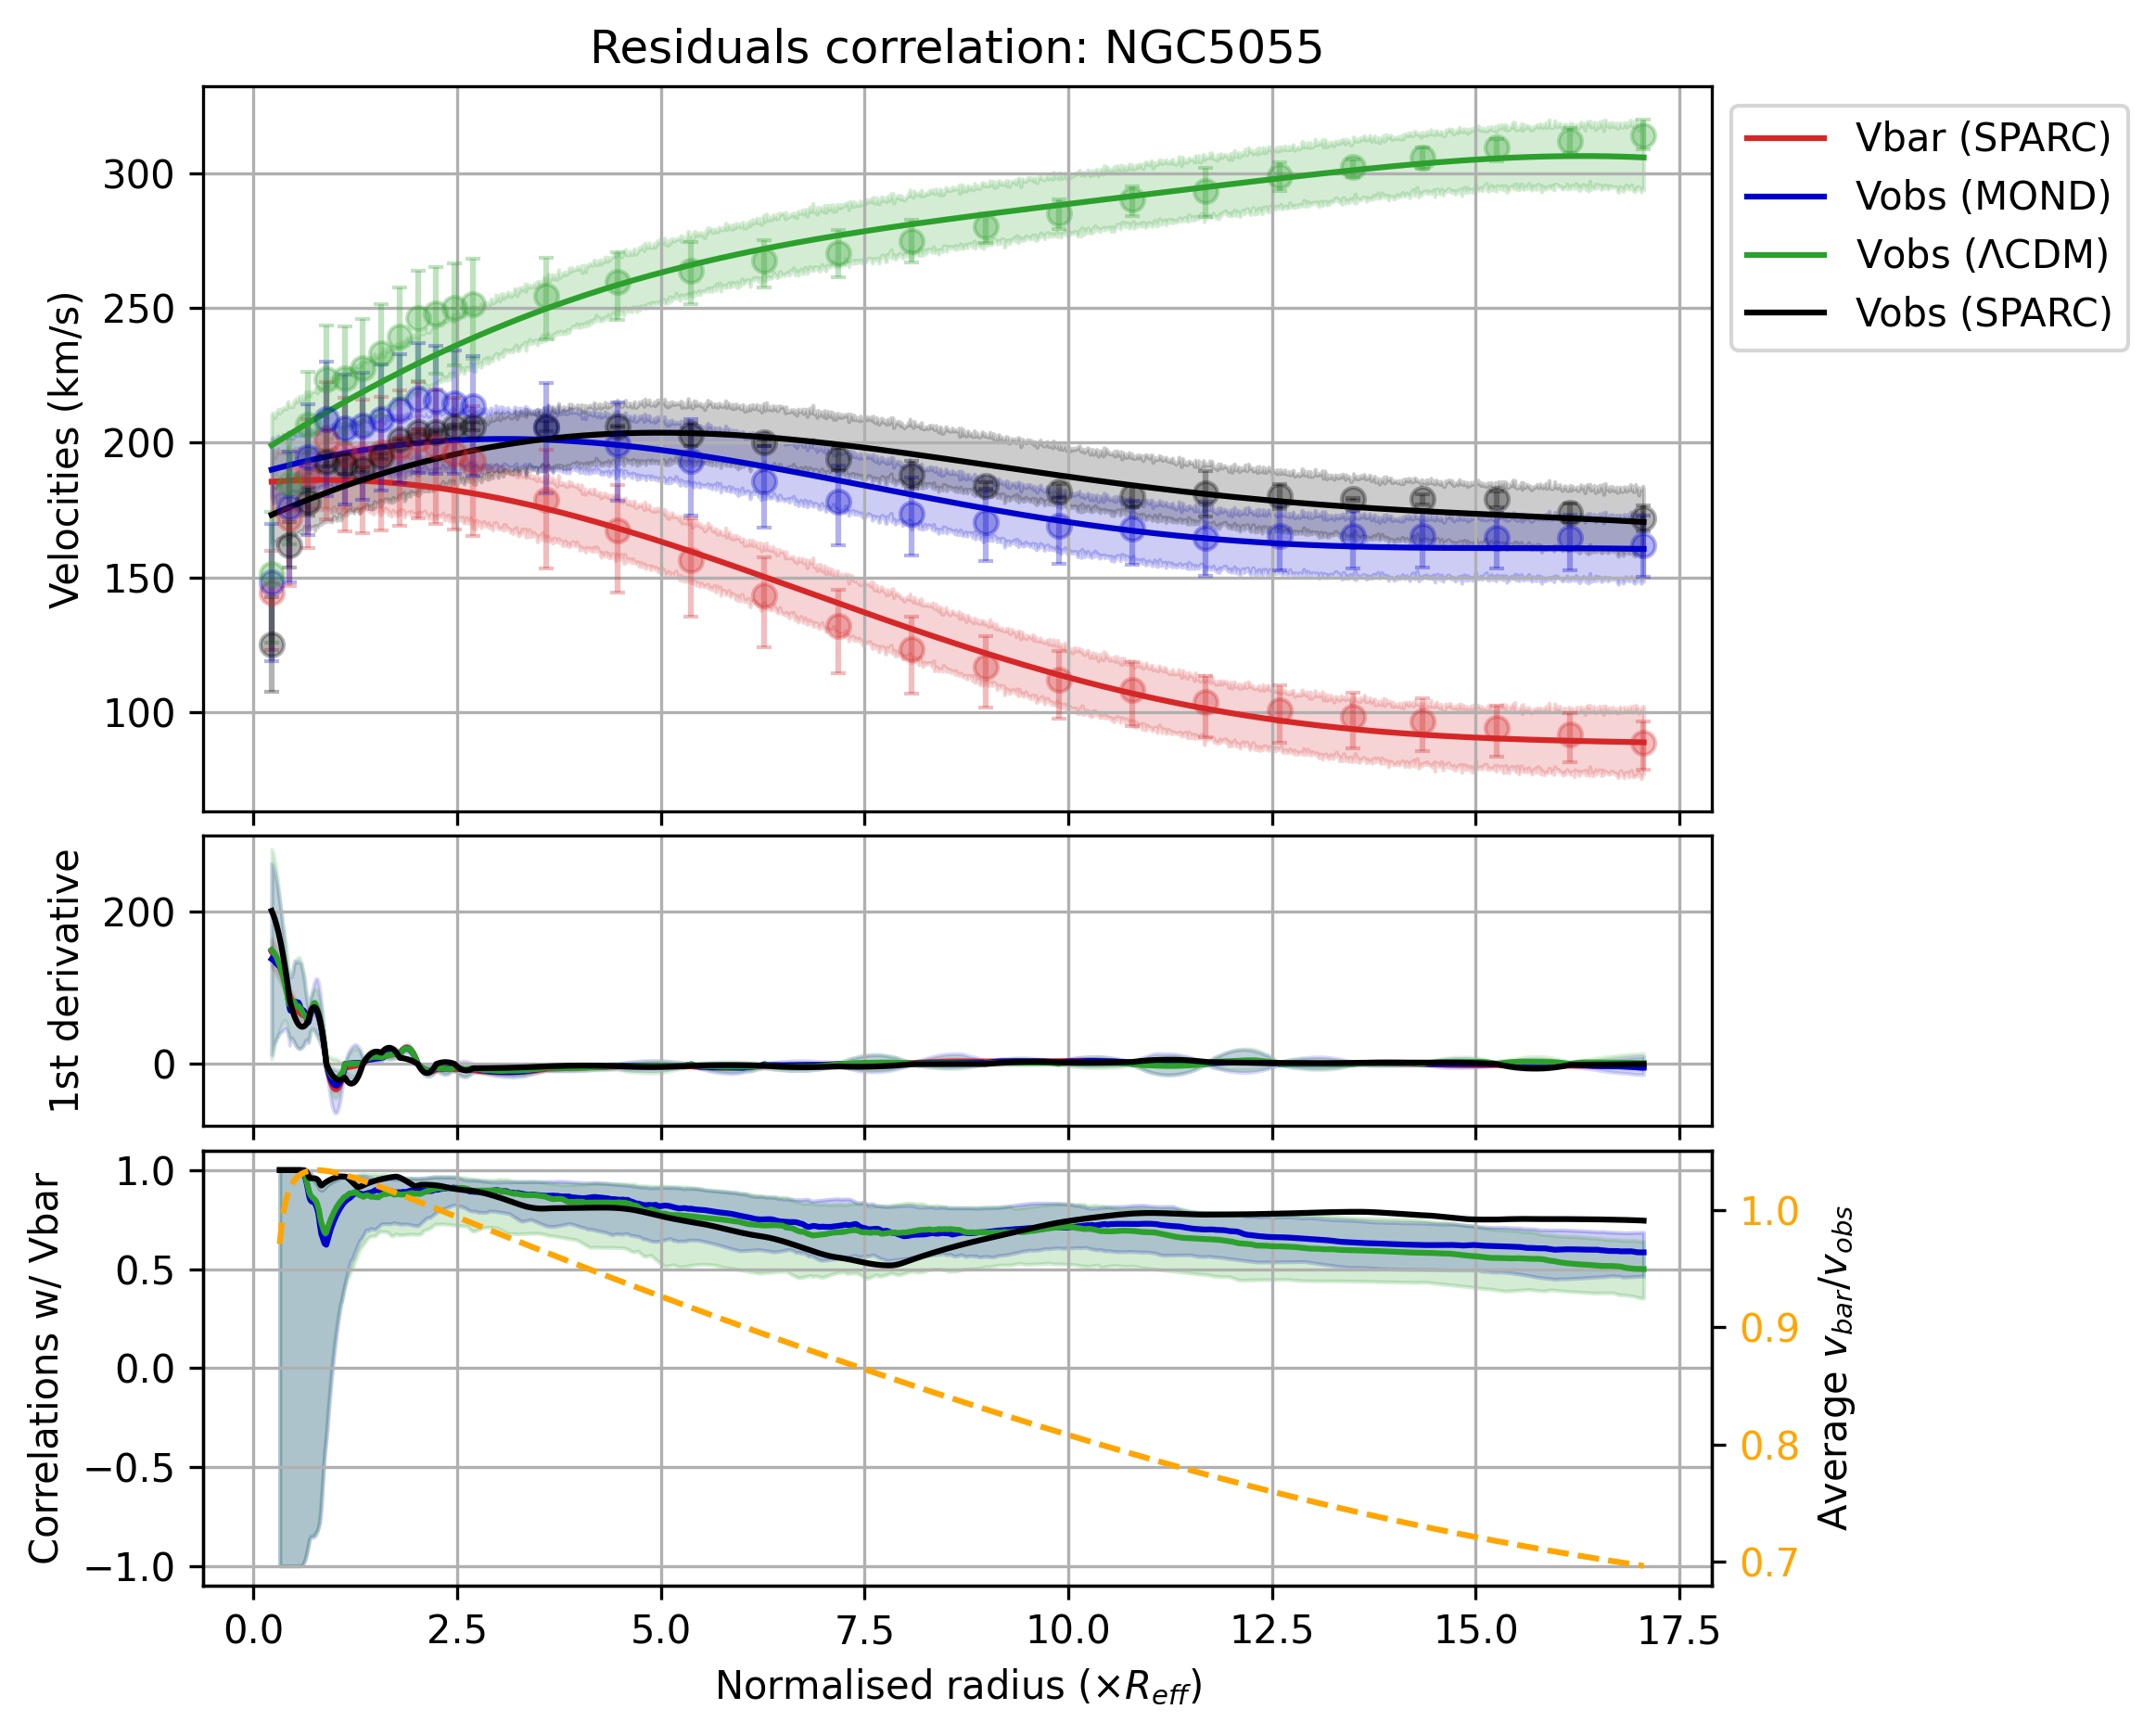 Residuals correlation: NGC5055
Vbar (SPARC)
Vobs (MOND)
Vobs (ΛCDM)
Vobs (SPARC)
Velocities (km/s)
300
250
200
150
100
1st derivative
200
0
Correlations w/ Vbar
1.0
0.5
0.0
−0.5
−1.0
1.0
0.9
0.8
0.7
Average v_bar/v_obs
0.0 2.5 5.0 7.5 10.0 12.5 15.0 17.5
Normalised radius (×R_eff)